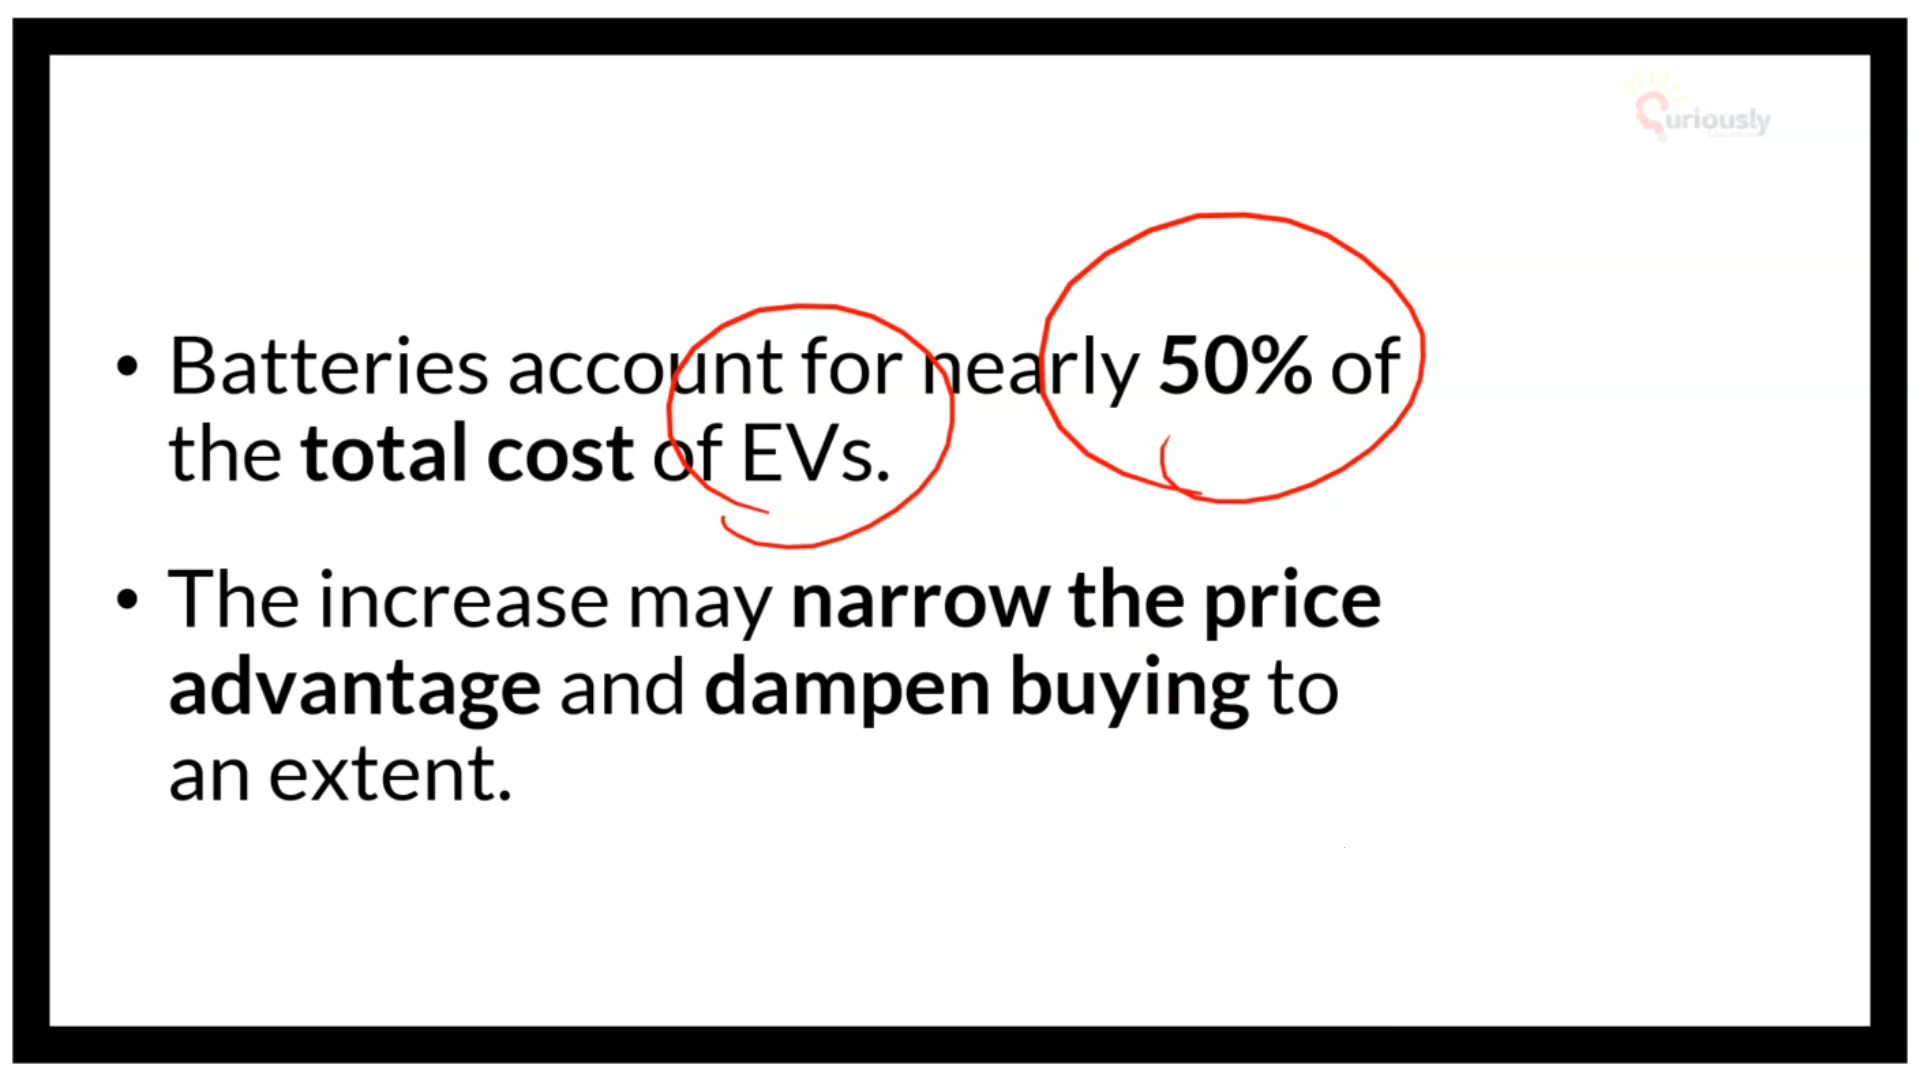 uriously
• Batteries account for nearly 50% of
the total cost of EVs.
• The increase may narrow the price
advantage and dampen buying to
an extent.